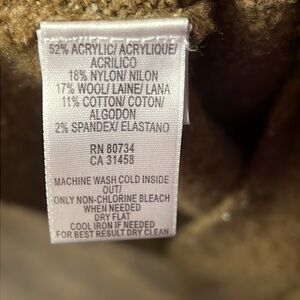 52% ACRYLIC/ ACRYLIQUE/
ACRILICO
18% NYLON/ NILON
17% WOOL/ LAINE/ LANA
11% COTTON/ COTON/
ALGODON
2% SPANDEX/ ELASTANO
RN 80734
CA 31458
MACHINE WASH COLD INSIDE
OUT/
ONLY NON-CHLORINE BLEACH
WHEN NEEDED
DRY FLAT
COOL IRON IF NEEDED
FOR BEST RESULT DRY CLEAN